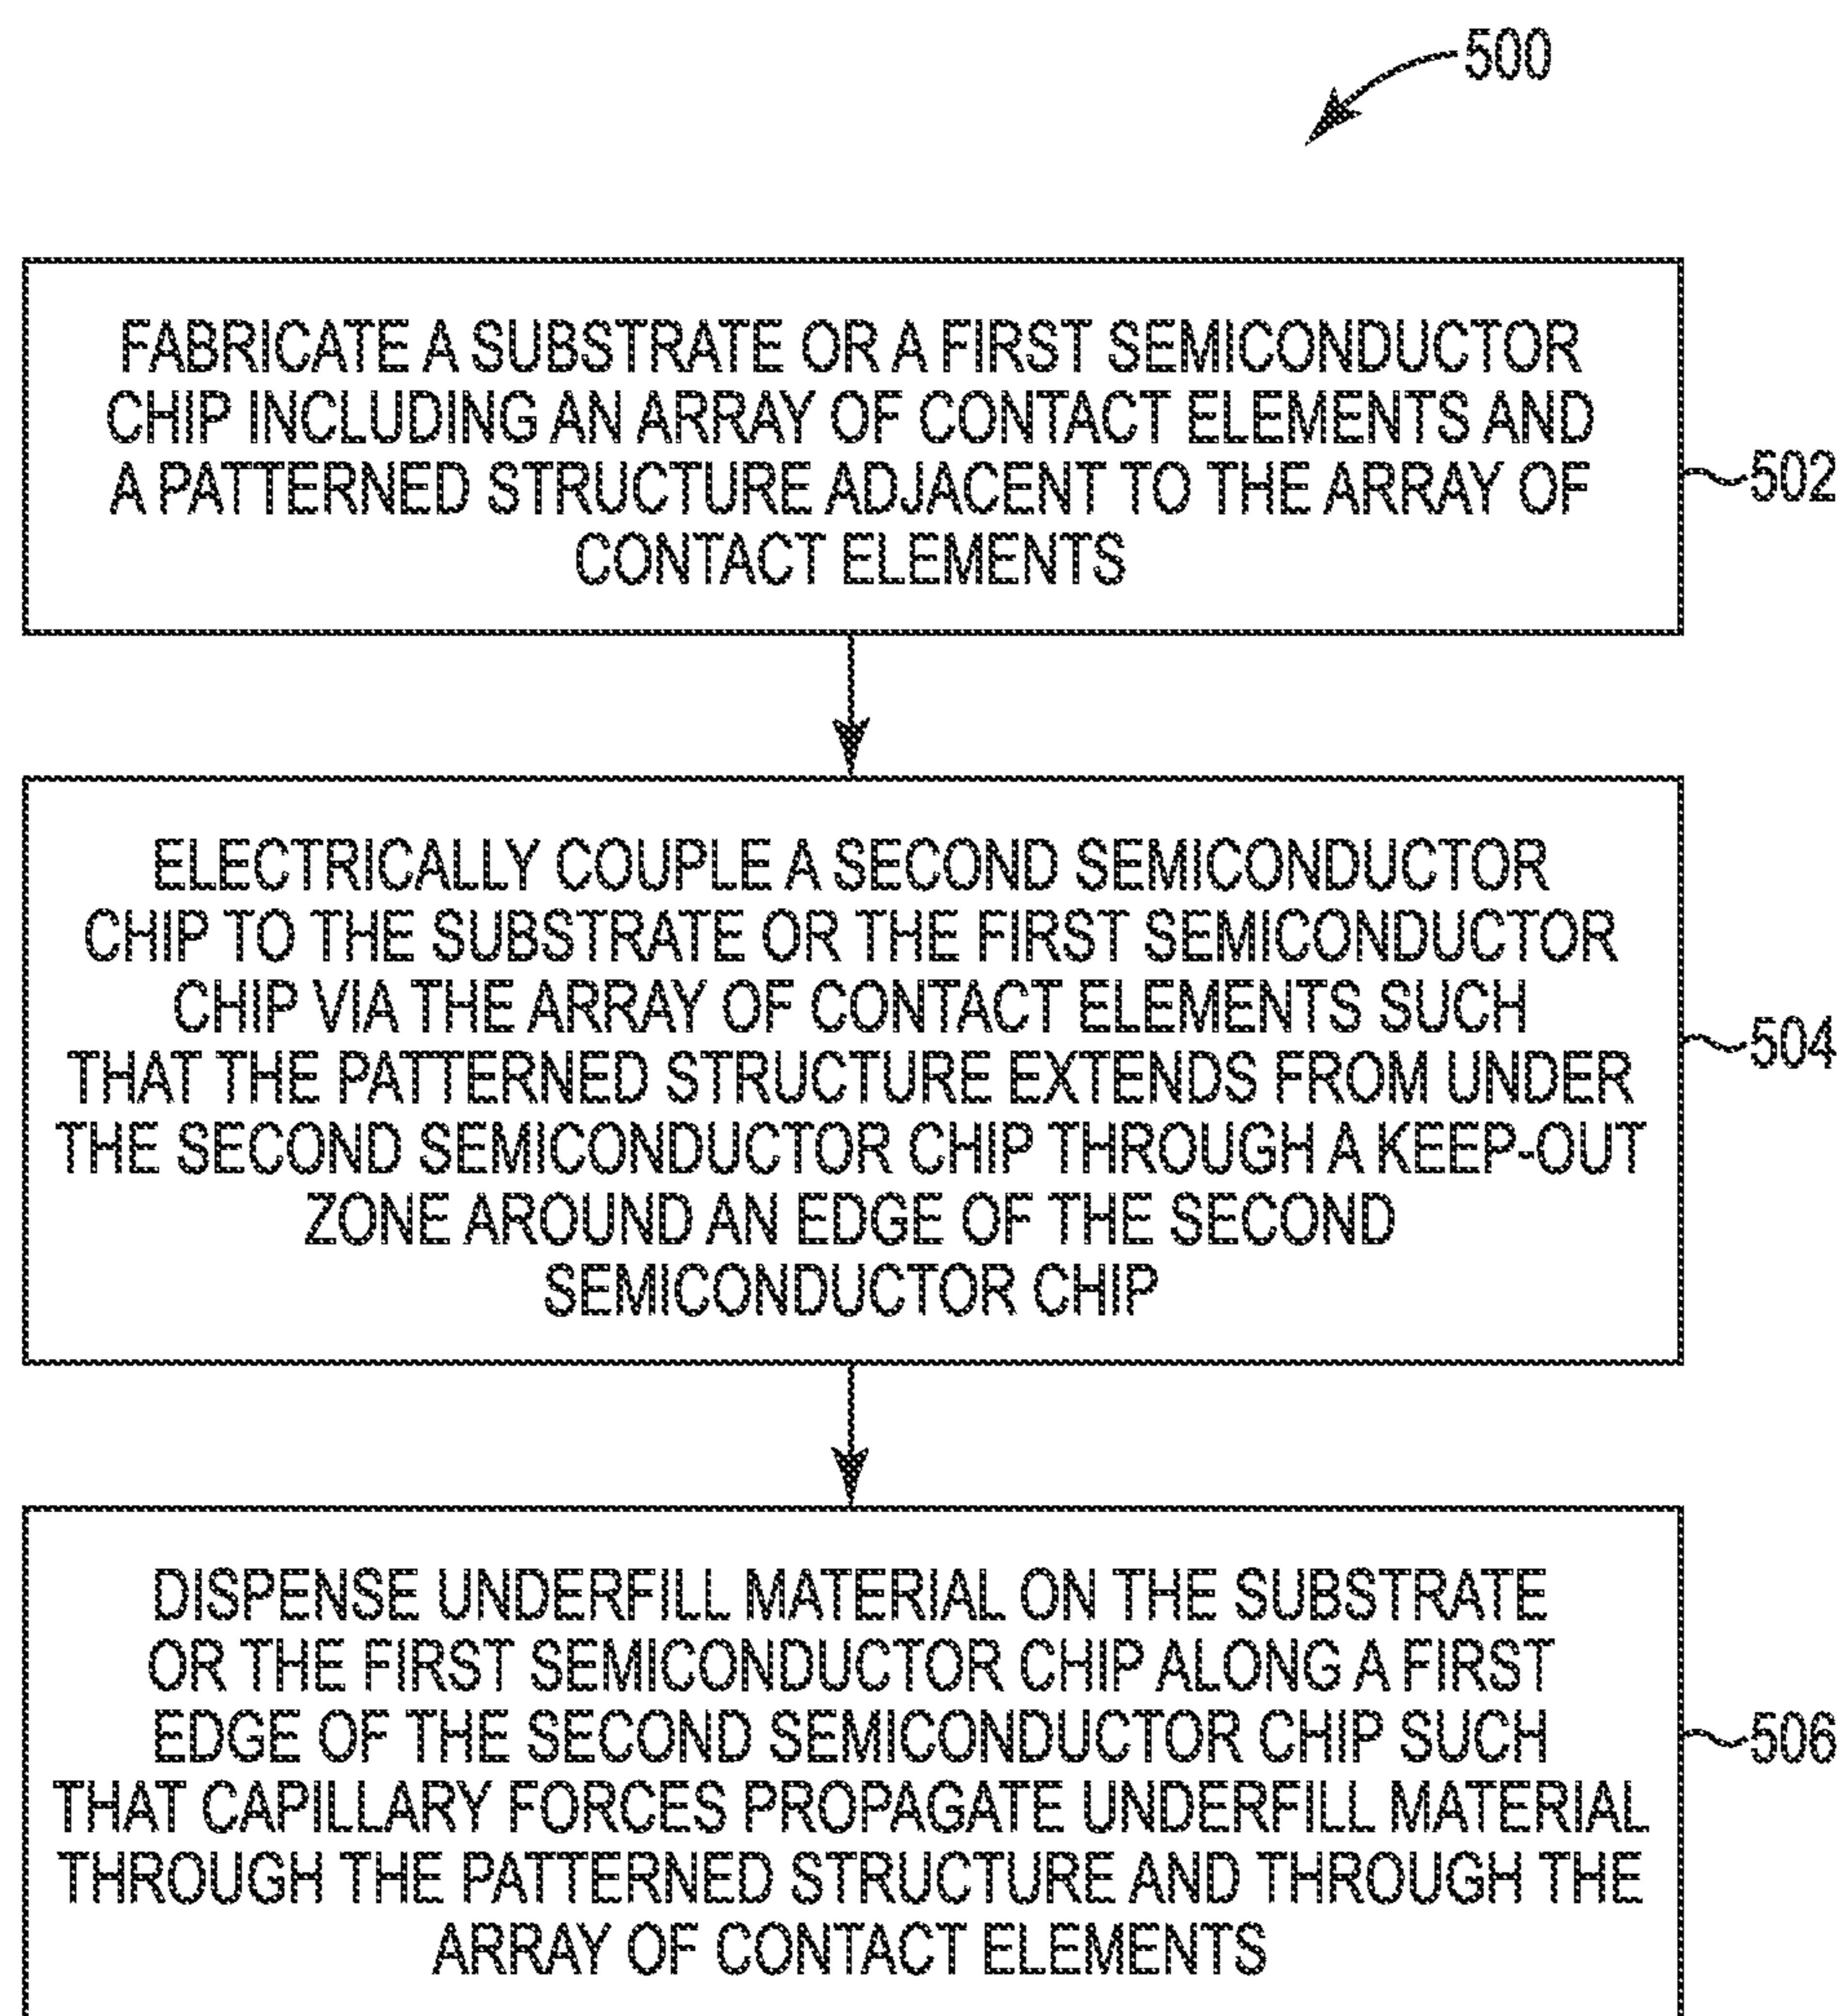 500
FABRICATE A SUBSTRATE OR A FIRST SEMICONDUCTOR
CHIP INCLUDING AN ARRAY OF CONTACT ELEMENTS AND
A PATTERNED STRUCTURE ADJACENT TO THE ARRAY OF
CONTACT ELEMENTS
502
ELECTRICALLY COUPLE A SECOND SEMICONDUCTOR
CHIP TO THE SUBSTRATE OR THE FIRST SEMICONDUCTOR
CHIP VIA THE ARRAY OF CONTACT ELEMENTS SUCH
THAT THE PATTERNED STRUCTURE EXTENDS FROM UNDER
THE SECOND SEMICONDUCTOR CHIP THROUGH A KEEP-OUT
ZONE AROUND AN EDGE OF THE SECOND
SEMICONDUCTOR CHIP
504
DISPENSE UNDERFILL MATERIAL ON THE SUBSTRATE
OR THE FIRST SEMICONDUCTOR CHIP ALONG A FIRST
EDGE OF THE SECOND SEMICONDUCTOR CHIP SUCH
THAT CAPILLARY FORCES PROPAGATE UNDERFILL MATERIAL
THROUGH THE PATTERNED STRUCTURE AND THROUGH THE
ARRAY OF CONTACT ELEMENTS
506